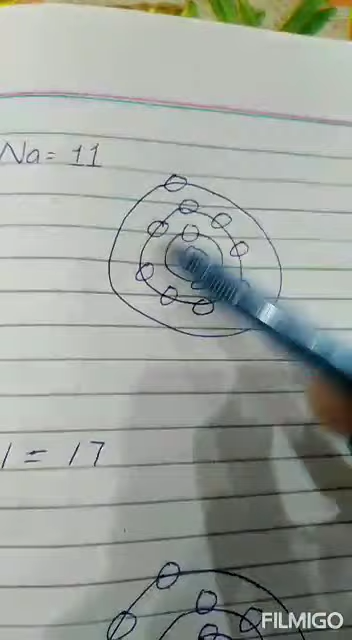 Na = 11
l = 17
FILMIGO